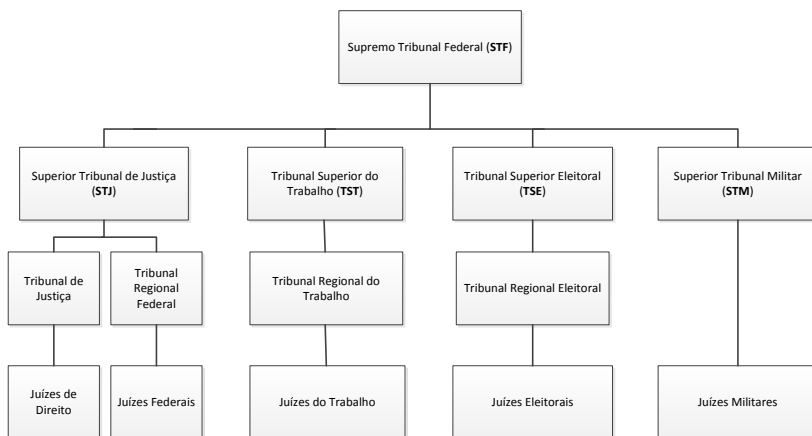 Supremo Tribunal Federal (STF)
Superior Tribunal de Justiça
(STJ)
Tribunal Superior do
Trabalho (TST)
Tribunal Superior Eleitoral
(TSE)
Superior Tribunal Militar
(STM)
Tribunal de
Justiça
Tribunal
Regional
Federal
Tribunal Regional do
Trabalho
Tribunal Regional Eleitoral
Juízes de
Direito
Juízes Federais
Juízes do Trabalho
Juízes Eleitorais
Juízes Militares